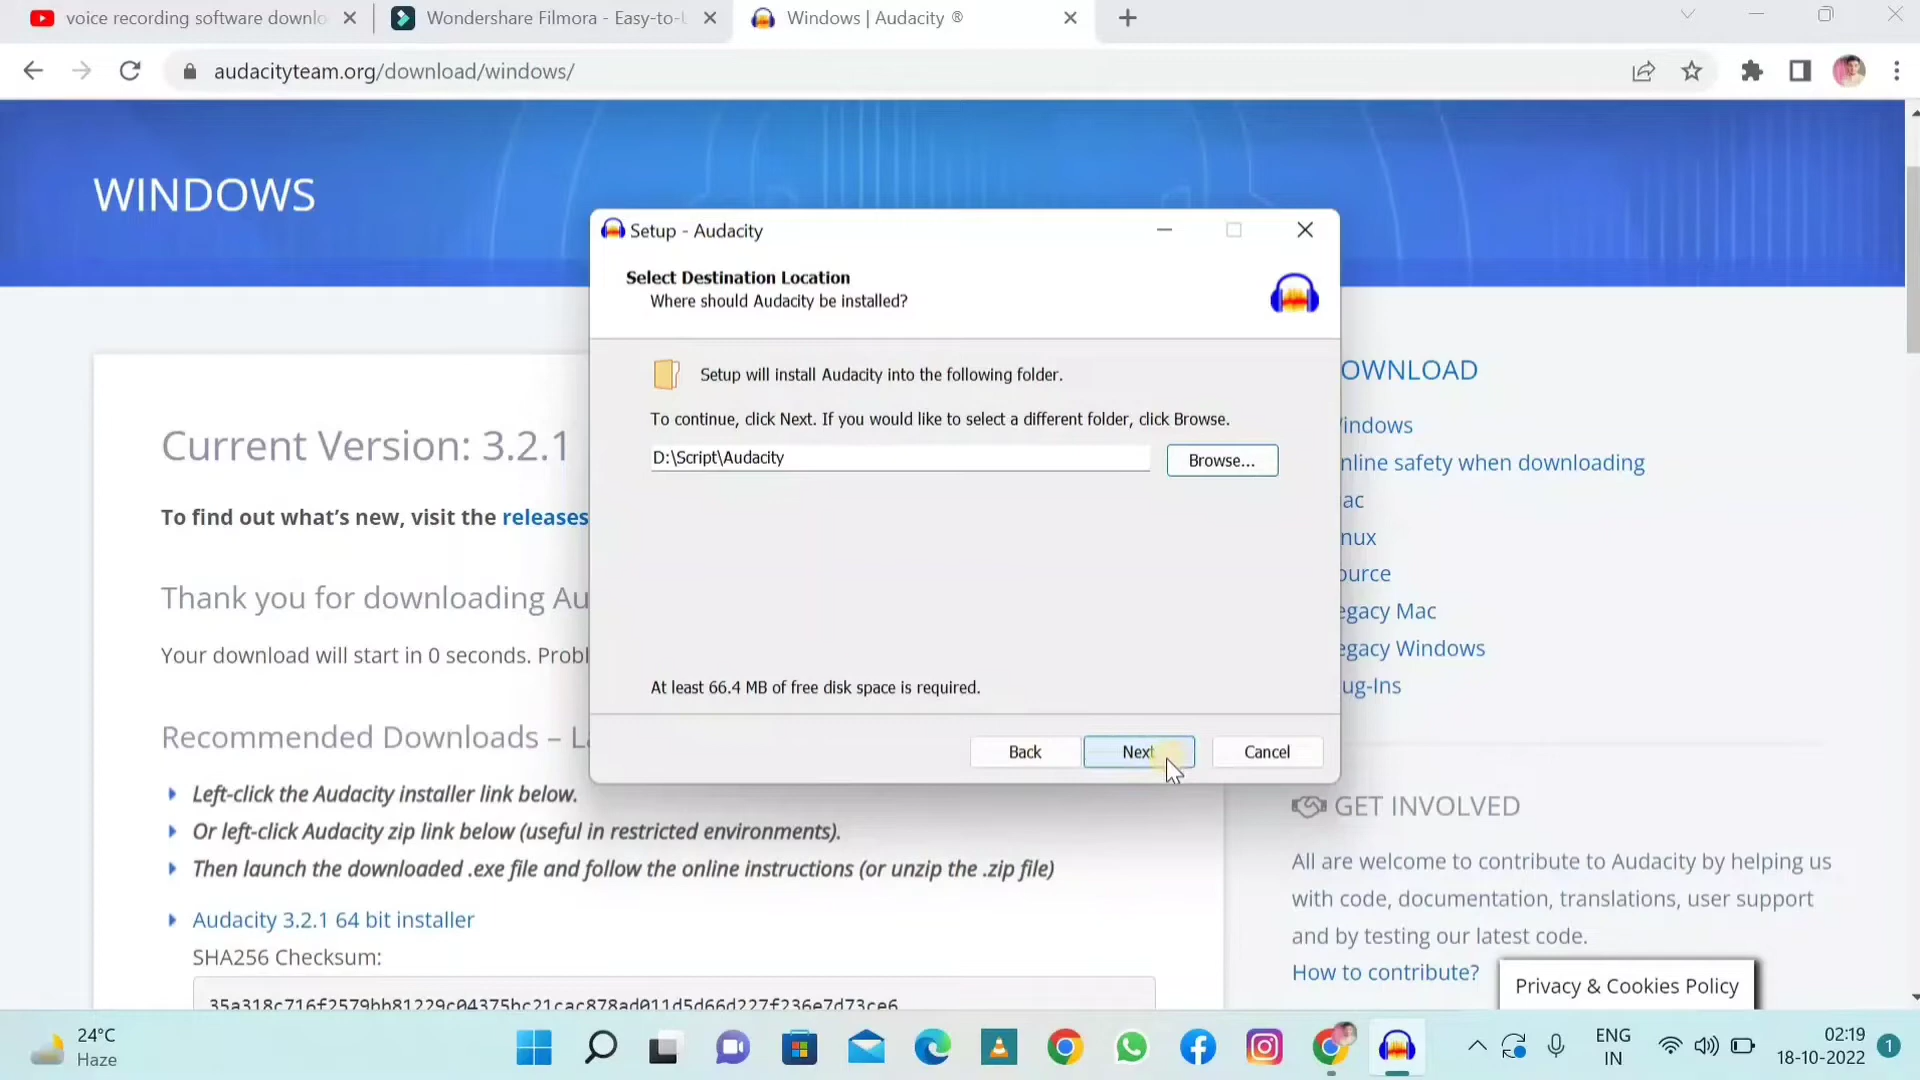 voice recording software downlo
Wondershare Filmora - Easy-to-U
Windows | Audacity ®
audacityteam.org/download/windows/
WINDOWS
Setup - Audacity
Select Destination Location
Where should Audacity be installed?
Setup will install Audacity into the following folder.
To continue, click Next. If you would like to select a different folder, click Browse.
D:\Script\Audacity
Browse...
At least 66.4 MB of free disk space is required.
Back
Next
Cancel
Current Version: 3.2.1
To find out what's new, visit the releases
Thank you for downloading Au
Your download will start in 0 seconds. Probl
Recommended Downloads – La
Left-click the Audacity installer link below.
Or left-click Audacity zip link below (useful in restricted environments).
Then launch the downloaded .exe file and follow the online instructions (or unzip the .zip file)
Audacity 3.2.1 64 bit installer
SHA256 Checksum:
OWNLOAD
indows
nline safety when downloading
ac
nux
ource
egacy Mac
egacy Windows
ug-Ins
GET INVOLVED
All are welcome to contribute to Audacity by helping us
with code, documentation, translations, user support
and by testing our latest code.
How to contribute?
Privacy & Cookies Policy
24°C
Haze
ENG
IN
02:19
18-10-2022
1